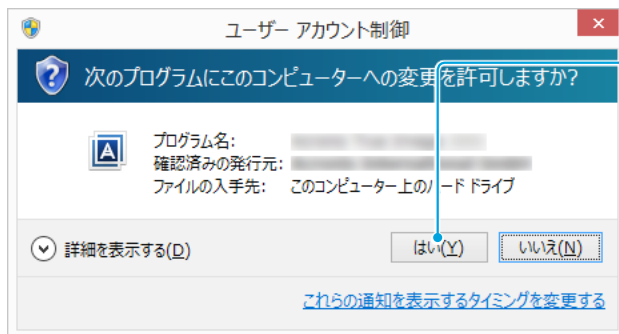 ユーザー アカウント制御
次のプログラムにこのコンピューターへの変更を許可しますか?
プログラム名:
確認済みの発行元:
ファイルの入手先: このコンピューター上のハード ドライブ
詳細を表示する(D)
はい(Y)
いいえ(N)
これらの通知を表示するタイミングを変更する